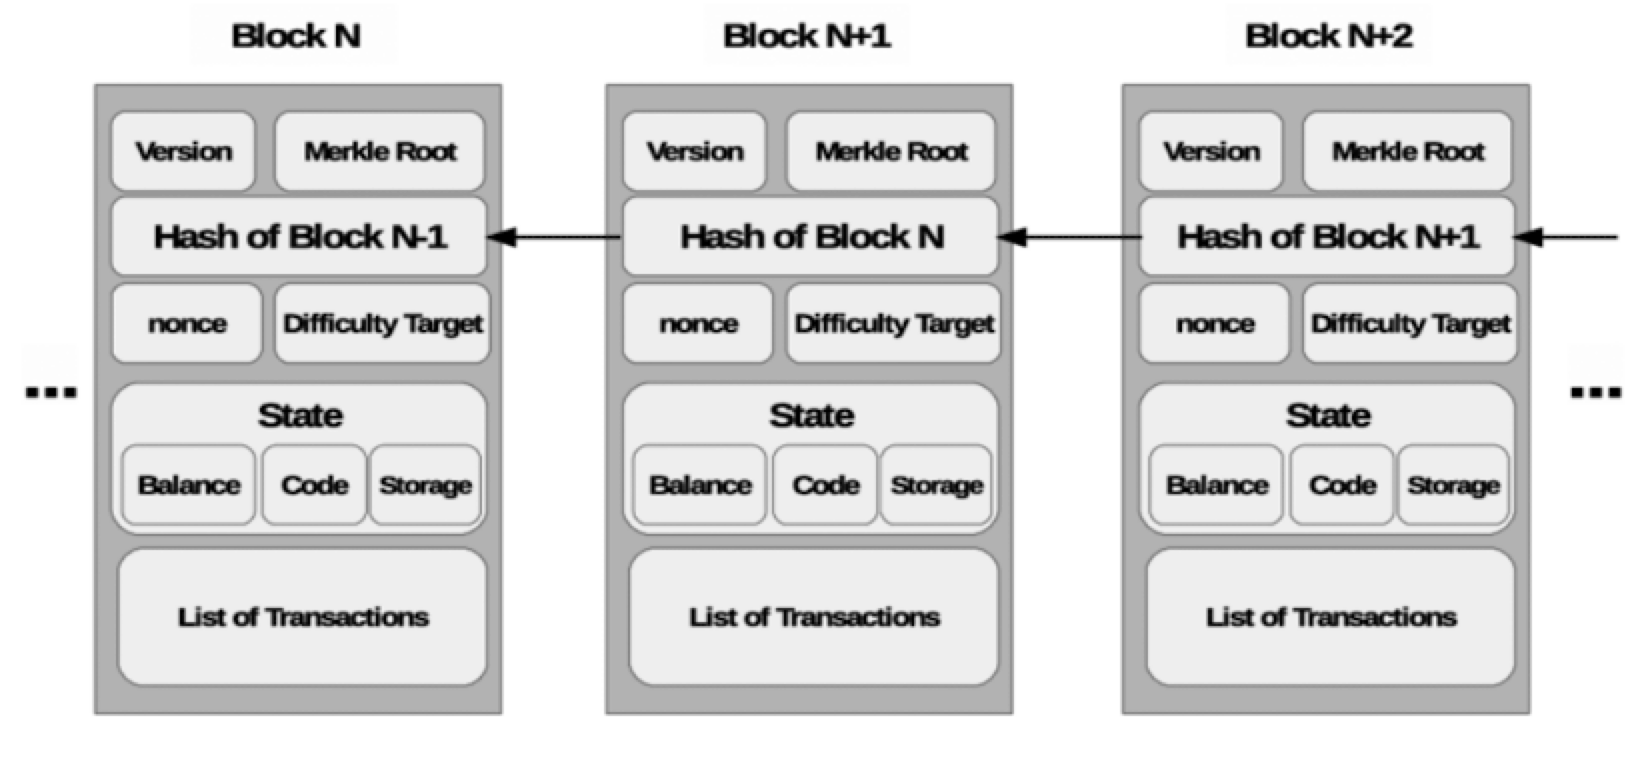 Block N
Block N+1
Block N+2
Version
Merkle Root
Hash of Block N-1
nonce
Difficulty Target
State
Balance
Code
Storage
List of Transactions
Version
Merkle Root
Hash of Block N
nonce
Difficulty Target
State
Balance
Code
Storage
List of Transactions
Version
Merkle Root
Hash of Block N+1
nonce
Difficulty Target
State
Balance
Code
Storage
List of Transactions
...
...